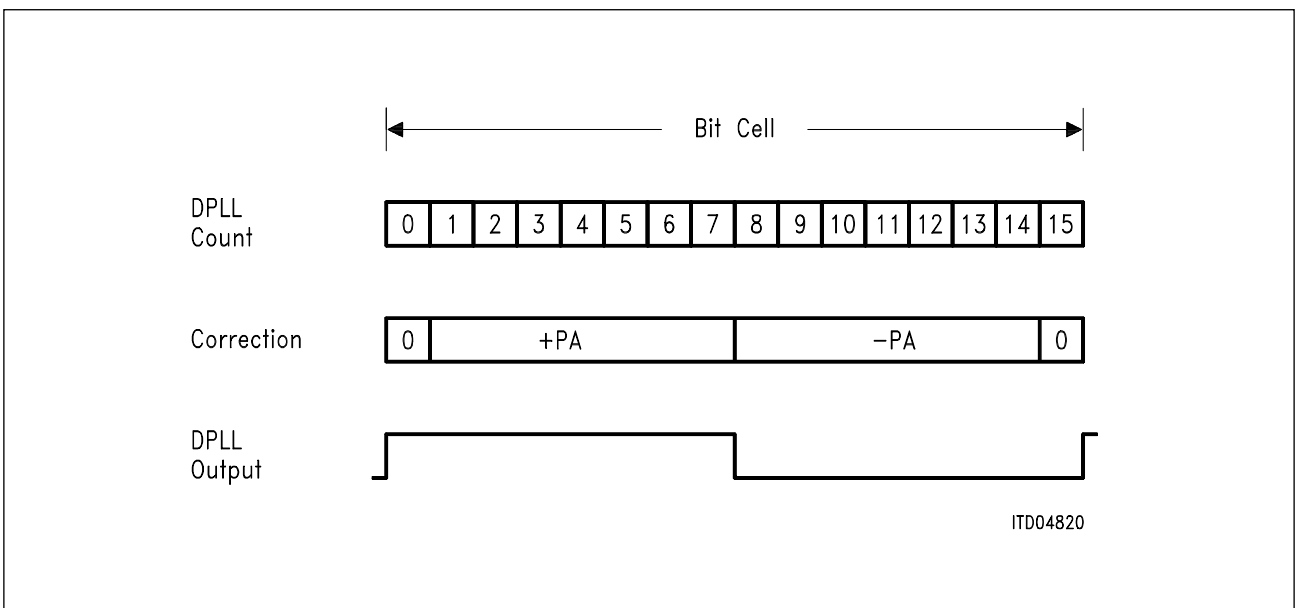 Bit Cell
DPLL
Count
0 1 2 3 4 5 6 7 8 9 10 11 12 13 14 15
Correction
0 +PA -PA 0
DPLL
Output
ITD04820